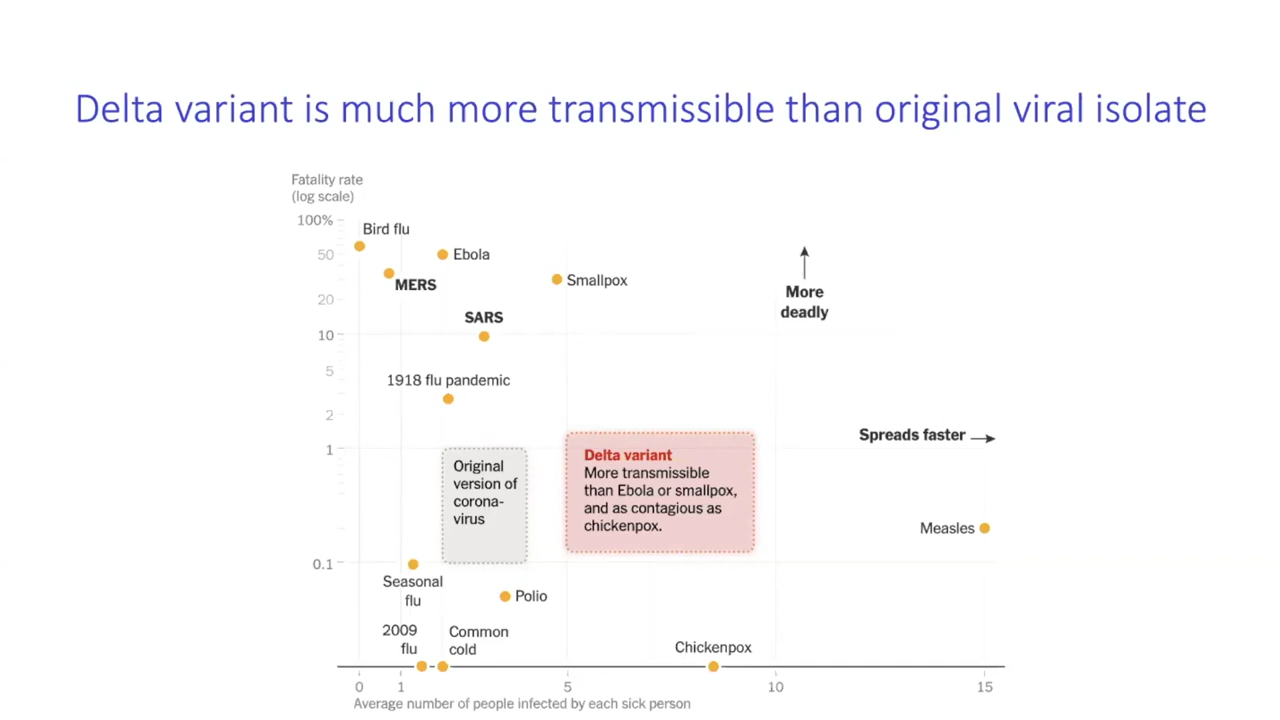 Delta variant is much more transmissible than original viral isolate
Fatality rate
(log scale)
100%
50
20
10
5
2
1
0.1
Bird flu
MERS
Ebola
Smallpox
SARS
1918 flu pandemic
More
deadly
Spreads faster
Original
version of
corona-
virus
Delta variant
More transmissible
than Ebola or smallpox,
and as contagious as
chickenpox.
Measles
Seasonal
flu
Polio
2009
flu
Common
cold
Chickenpox
0
1
5
10
15
Average number of people infected by each sick person